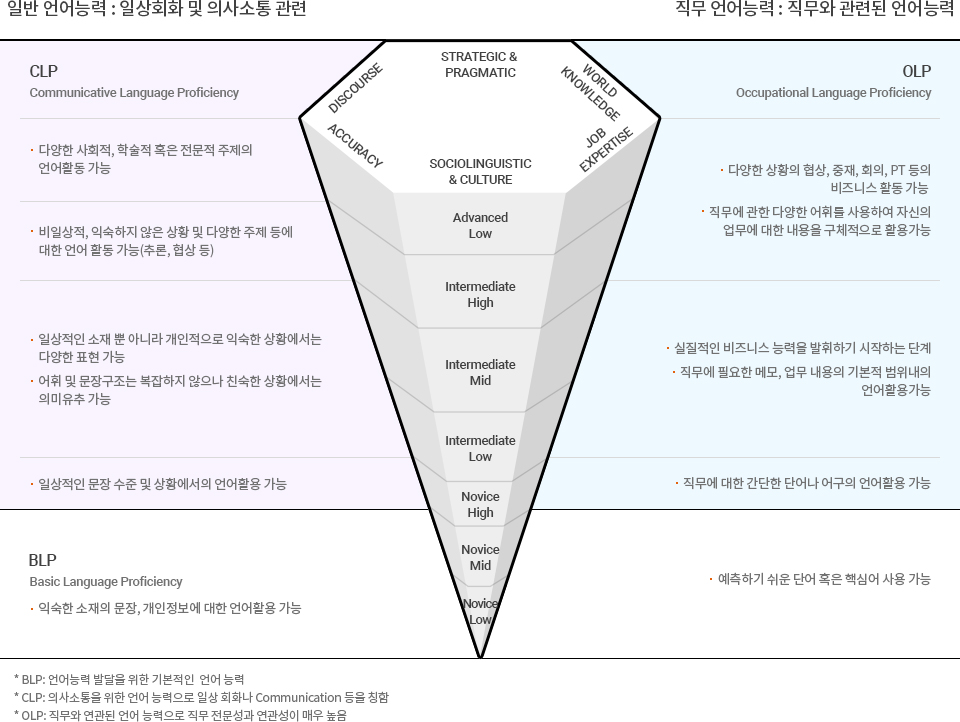 일반 언어능력 : 일상회화 및 의사소통 관련
직무 언어능력 : 직무와 관련된 언어능력
CLP
Communicative Language Proficiency
다양한 사회적, 학술적 혹은 전문적 주제의
언어활동 가능
비일상적, 익숙하지 않은 상황 및 다양한 주제 등에
대한 언어 활동 가능(추론, 협상 등)
일상적인 소재 뿐 아니라 개인적으로 익숙한 상황에서는
다양한 표현 가능
어휘 및 문장구조는 복잡하지 않으나 친숙한 상황에서는
의미유추 가능
일상적인 문장 수준 및 상황에서의 언어활용 가능
BLP
Basic Language Proficiency
익숙한 소재의 문장, 개인정보에 대한 언어활용 가능
STRATEGIC &
PRAGMATIC
DISCOURSE
WORLD
KNOWLEDGE
ACCURACY
JOB
EXPERTISE
SOCIOLINGUISTIC
& CULTURE
Advanced
Low
Intermediate
High
Intermediate
Mid
Intermediate
Low
Novice
High
Novice
Mid
Novice
Low
OLP
Occupational Language Proficiency
다양한 상황의 협상, 중재, 회의, PT 등의
비즈니스 활동 가능
직무에 관한 다양한 어휘를 사용하여 자신의
업무에 대한 내용을 구체적으로 활용가능
실질적인 비즈니스 능력을 발휘하기 시작하는 단계
직무에 필요한 메모, 업무 내용의 기본적 범위내의
언어활용가능
직무에 대한 간단한 단어나 어구의 언어활용 가능
예측하기 쉬운 단어 혹은 핵심어 사용 가능
* BLP: 언어능력 발달을 위한 기본적인 언어 능력
* CLP: 의사소통을 위한 언어 능력으로 일상 회화나 Communication 등을 칭함
* OLP: 직무와 연관된 언어 능력으로 직무 전문성과 연관성이 매우 높음